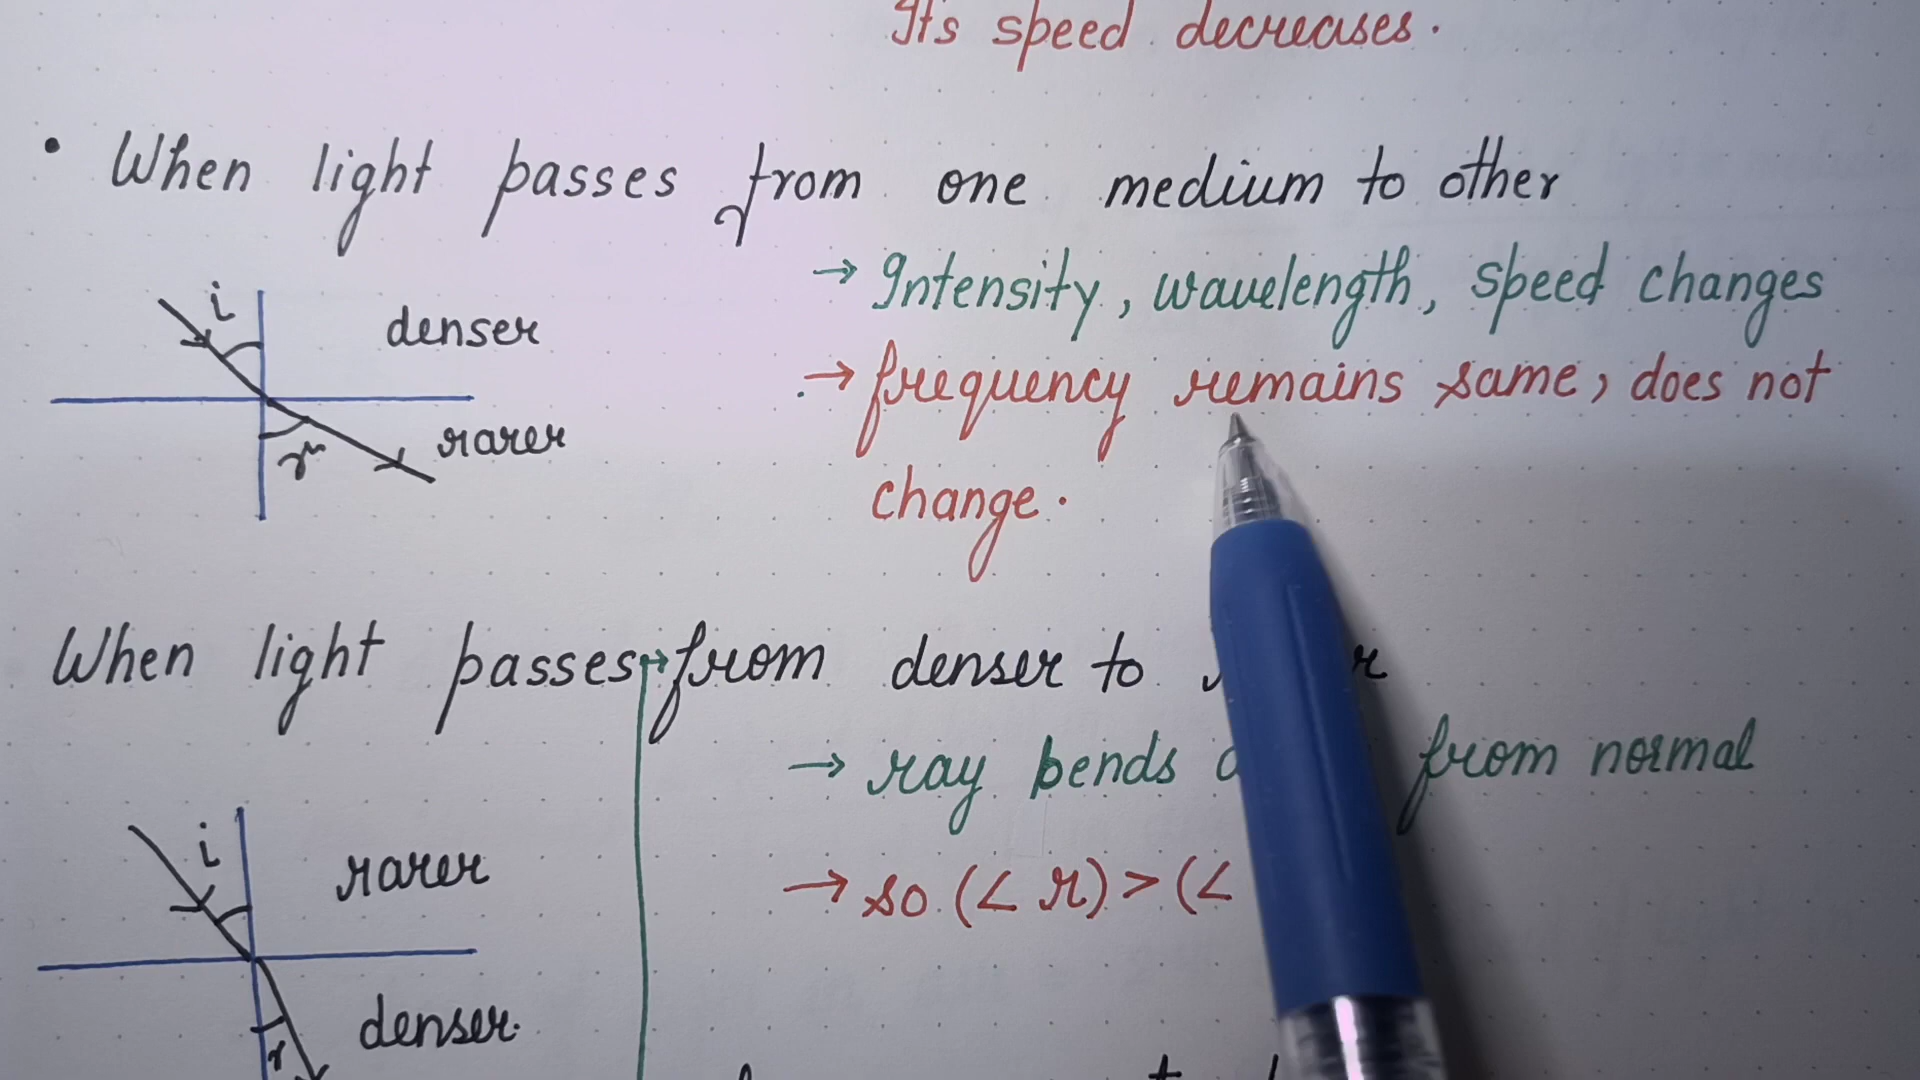 Its speed decreases.
• When light passes from one medium to other
→ Intensity, wavelength, speed changes
→ frequency remains same, does not
change.
i
denser
rarer
r
When light passes → from denser to
→ ray bends from normal
→ so (∠ r) > (∠
i
rarer
denser.
r